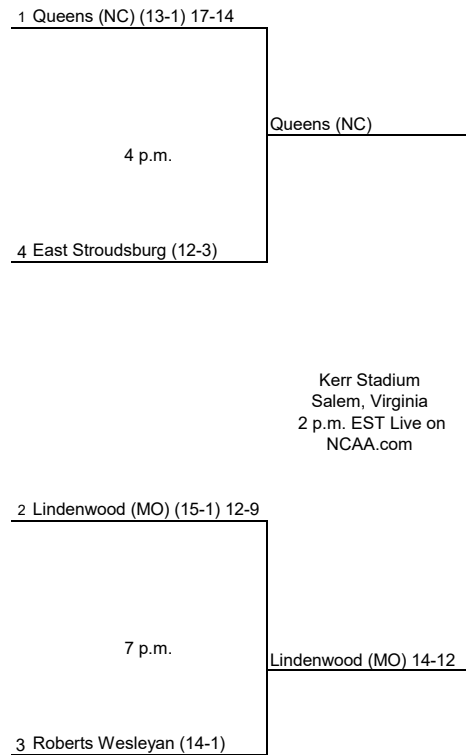 1 Queens (NC) (13-1) 17-14
Queens (NC)
4 p.m.
4 East Stroudsburg (12-3)
Kerr Stadium
Salem, Virginia
2 p.m. EST Live on
NCAA.com
2 Lindenwood (MO) (15-1) 12-9
7 p.m.
Lindenwood (MO) 14-12
3 Roberts Wesleyan (14-1)